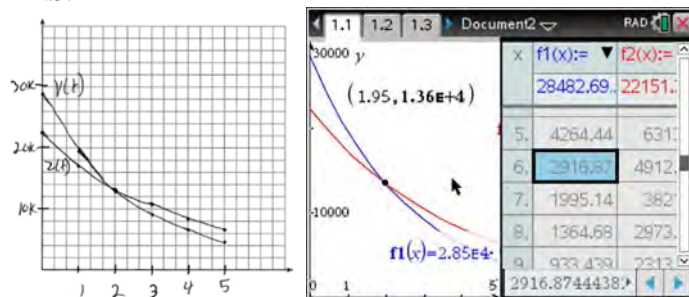 30k
y(t)
20k
z(t)
10k
1 2 3 4 5
1.1 1.2 1.3 Document2 RAD
30000 y
(1.95, 1.36E+4)
10000
f1(x)=2.85E4·
0 1 5
x f1(x):= ▼ f2(x):=
28482.69.. 22151.
5. 4264.44 631
6. 2916.87 4912.
7. 1995.14 382
8. 1364.68 2973.
9. 933.439 2313.
2916.8744438.